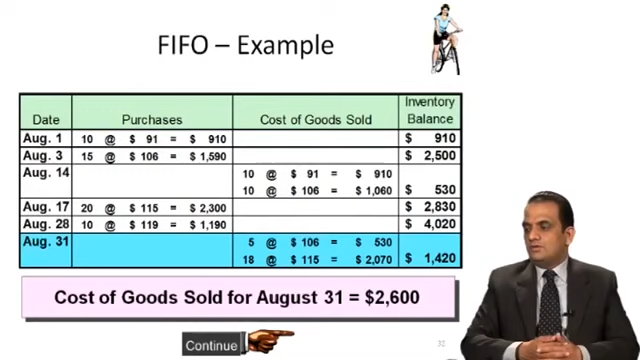 FIFO – Example
Date Purchases Cost of Goods Sold Inventory Balance
Aug. 1 10 @ $ 91 = $ 910 $ 910
Aug. 3 15 @ $ 106 = $ 1,590 $ 2,500
Aug. 14 10 @ $ 91 = $ 910
10 @ $ 106 = $ 1,060 $ 530
Aug. 17 20 @ $ 115 = $ 2,300 $ 2,830
Aug. 28 10 @ $ 119 = $ 1,190 $ 4,020
Aug. 31 5 @ $ 106 = $ 530
18 @ $ 115 = $ 2,070 $ 1,420
Cost of Goods Sold for August 31 = $2,600
Continue
32